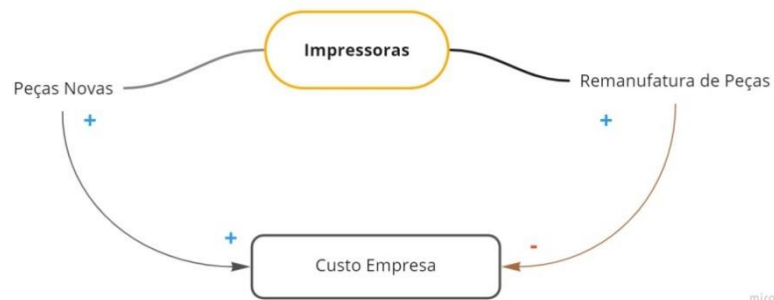 Impressoras
Peças Novas
Remanufatura de Peças
+
+
+
-
Custo Empresa
miro